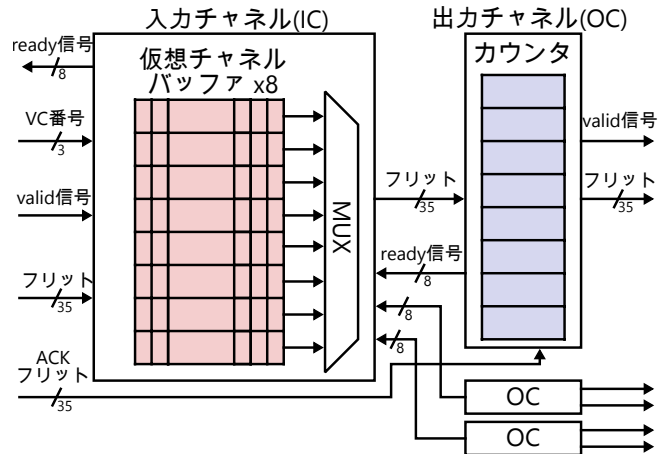 入力チャネル(IC)
出力チャネル(OC)
ready信号
8
VC番号
3
valid信号
フリット
35
ACK
フリット
35
仮想チャネル
バッファ x8
MUX
フリット
35
ready信号
8
8
8
カウンタ
valid信号
フリット
35
OC
OC